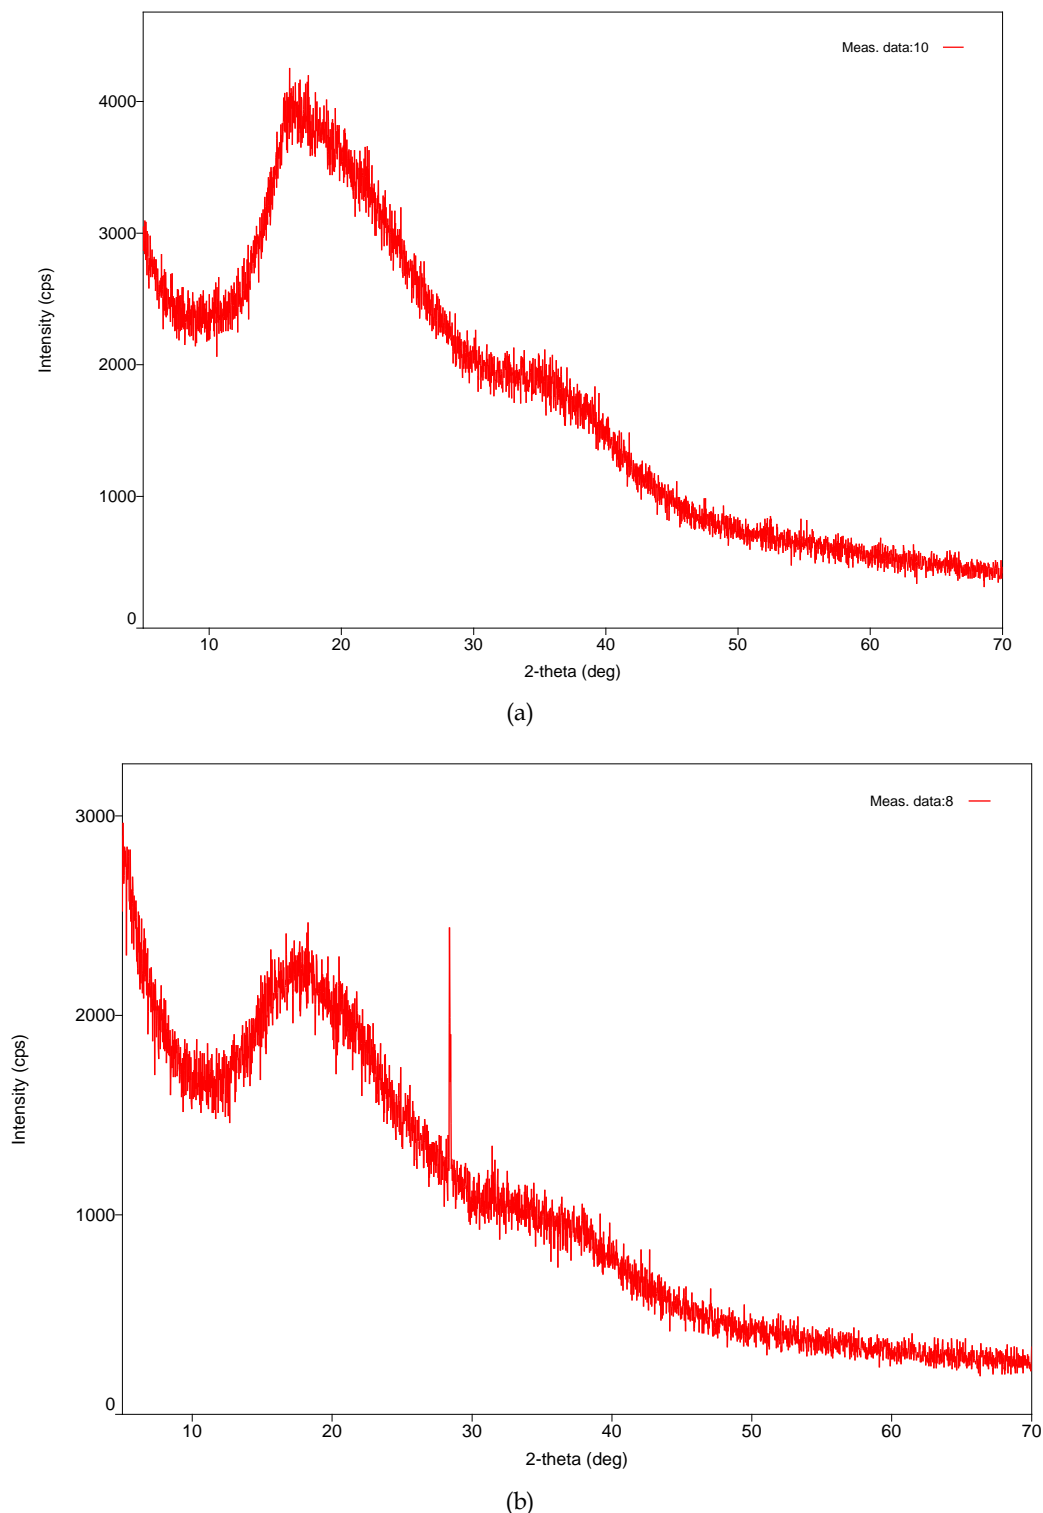 Meas. data:10
4000
3000
2000
1000
0
Intensity (cps)
10 20 30 40 50 60 70
2-theta (deg)
(a)
Meas. data:8
3000
2000
1000
0
Intensity (cps)
10 20 30 40 50 60 70
2-theta (deg)
(b)